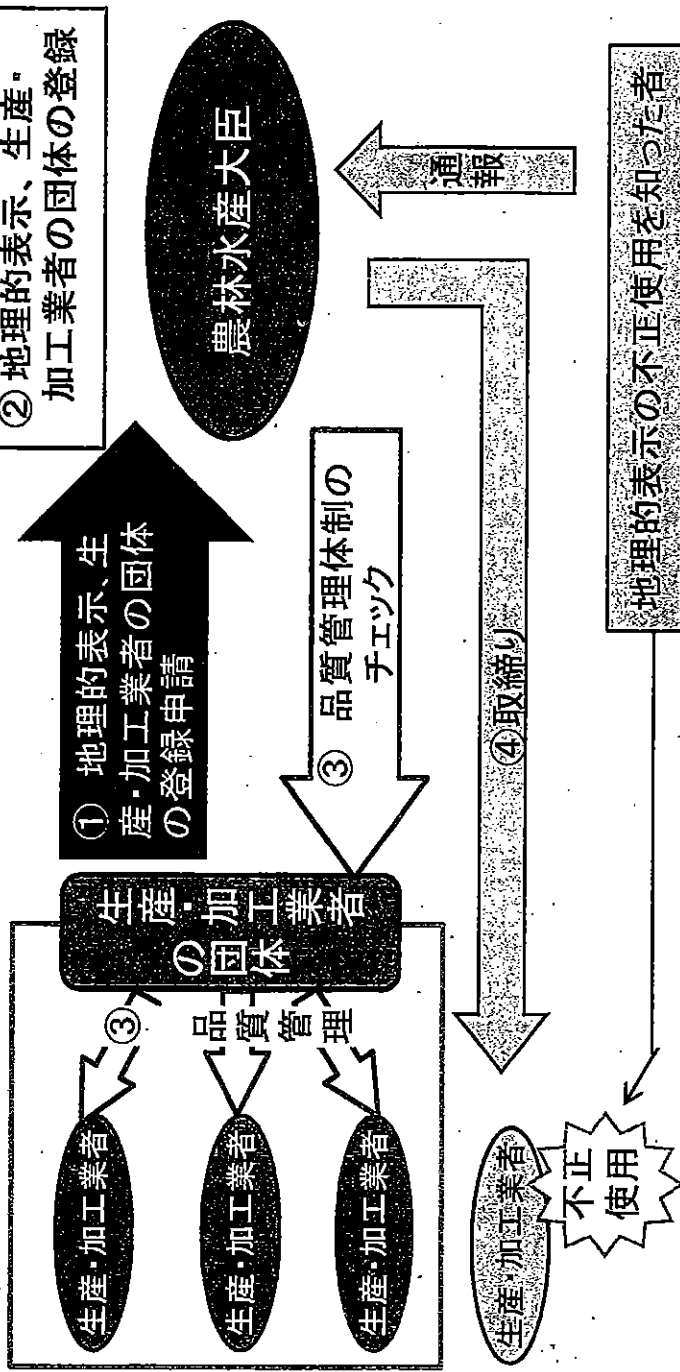 ② 地理的表示、生産・
加工業者の団体の登録
① 地理的表示、生
産・加工業者の団体
の登録申請
農林水産大臣
生産・加工業者
の団体
③
品質管理
生産・加工業者
生産・加工業者
生産・加工業者
③ 品質管理体制の
チェック
通報
④取締り
生産・加工業者
不正
使用
地理的表示の不正使用を知った者